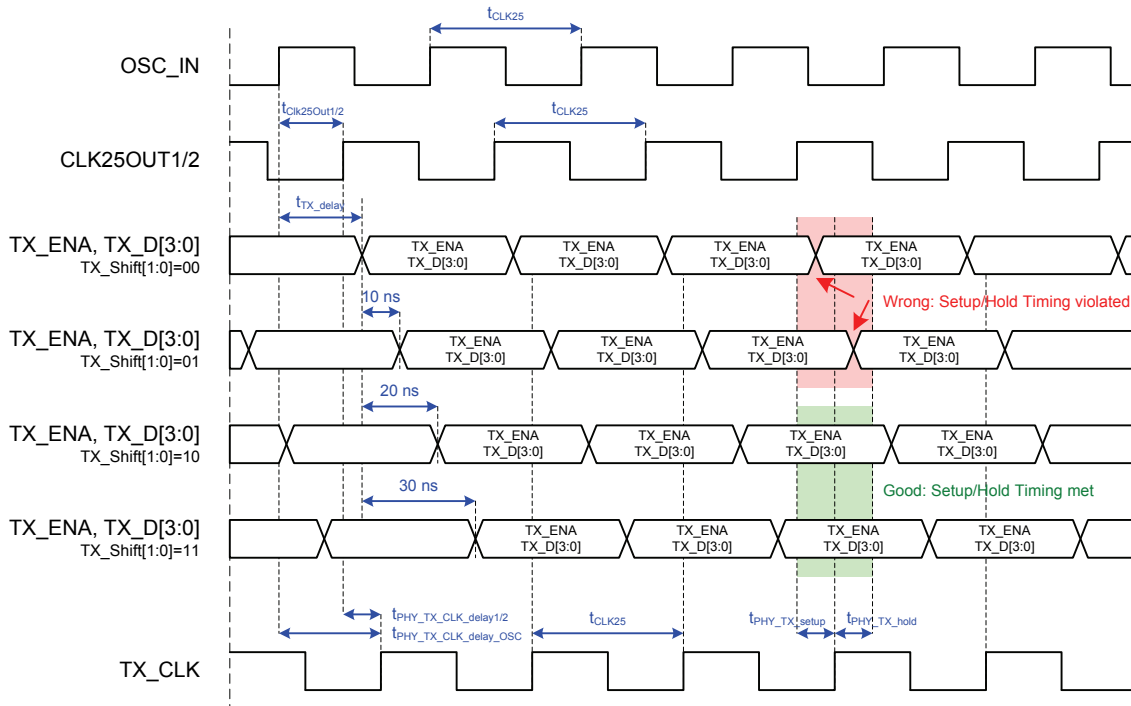 tCLK25
OSC_IN
tClk25Out1/2
tCLK25
CLK25OUT1/2
tTX_delay
TX_ENA, TX_D[3:0]
TX_Shift[1:0]=00
TX_ENA
TX_D[3:0]
TX_ENA
TX_D[3:0]
TX_ENA
TX_D[3:0]
TX_ENA
TX_D[3:0]
10 ns
Wrong: Setup/Hold Timing violated
TX_ENA, TX_D[3:0]
TX_Shift[1:0]=01
TX_ENA
TX_D[3:0]
TX_ENA
TX_D[3:0]
TX_ENA
TX_D[3:0]
TX_ENA
TX_D[3:0]
20 ns
TX_ENA, TX_D[3:0]
TX_Shift[1:0]=10
TX_ENA
TX_D[3:0]
TX_ENA
TX_D[3:0]
TX_ENA
TX_D[3:0]
TX_ENA
TX_D[3:0]
30 ns
Good: Setup/Hold Timing met
TX_ENA, TX_D[3:0]
TX_Shift[1:0]=11
TX_ENA
TX_D[3:0]
TX_ENA
TX_D[3:0]
TX_ENA
TX_D[3:0]
TX_ENA
TX_D[3:0]
tPHY_TX_CLK_delay1/2
tPHY_TX_CLK_delay_OSC
tCLK25
tPHY_TX_setup
tPHY_TX_hold
TX_CLK